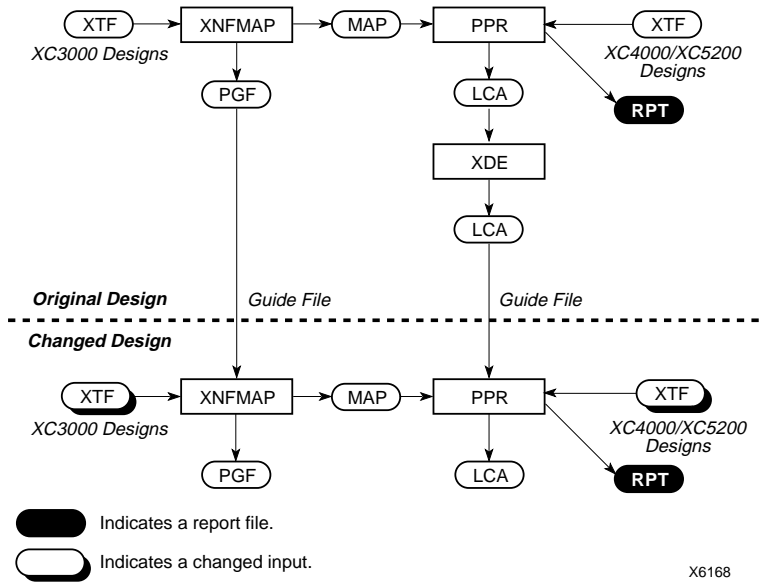 XTF
XNFMAP
MAP
PPR
XTF
XC3000 Designs
XC4000/XC5200
Designs
PGF
LCA
RPT
XDE
LCA
Original Design
Guide File
Guide File
Changed Design
XTF
XNFMAP
MAP
PPR
XTF
XC3000 Designs
XC4000/XC5200
Designs
PGF
LCA
RPT
Indicates a report file.
Indicates a changed input.
X6168